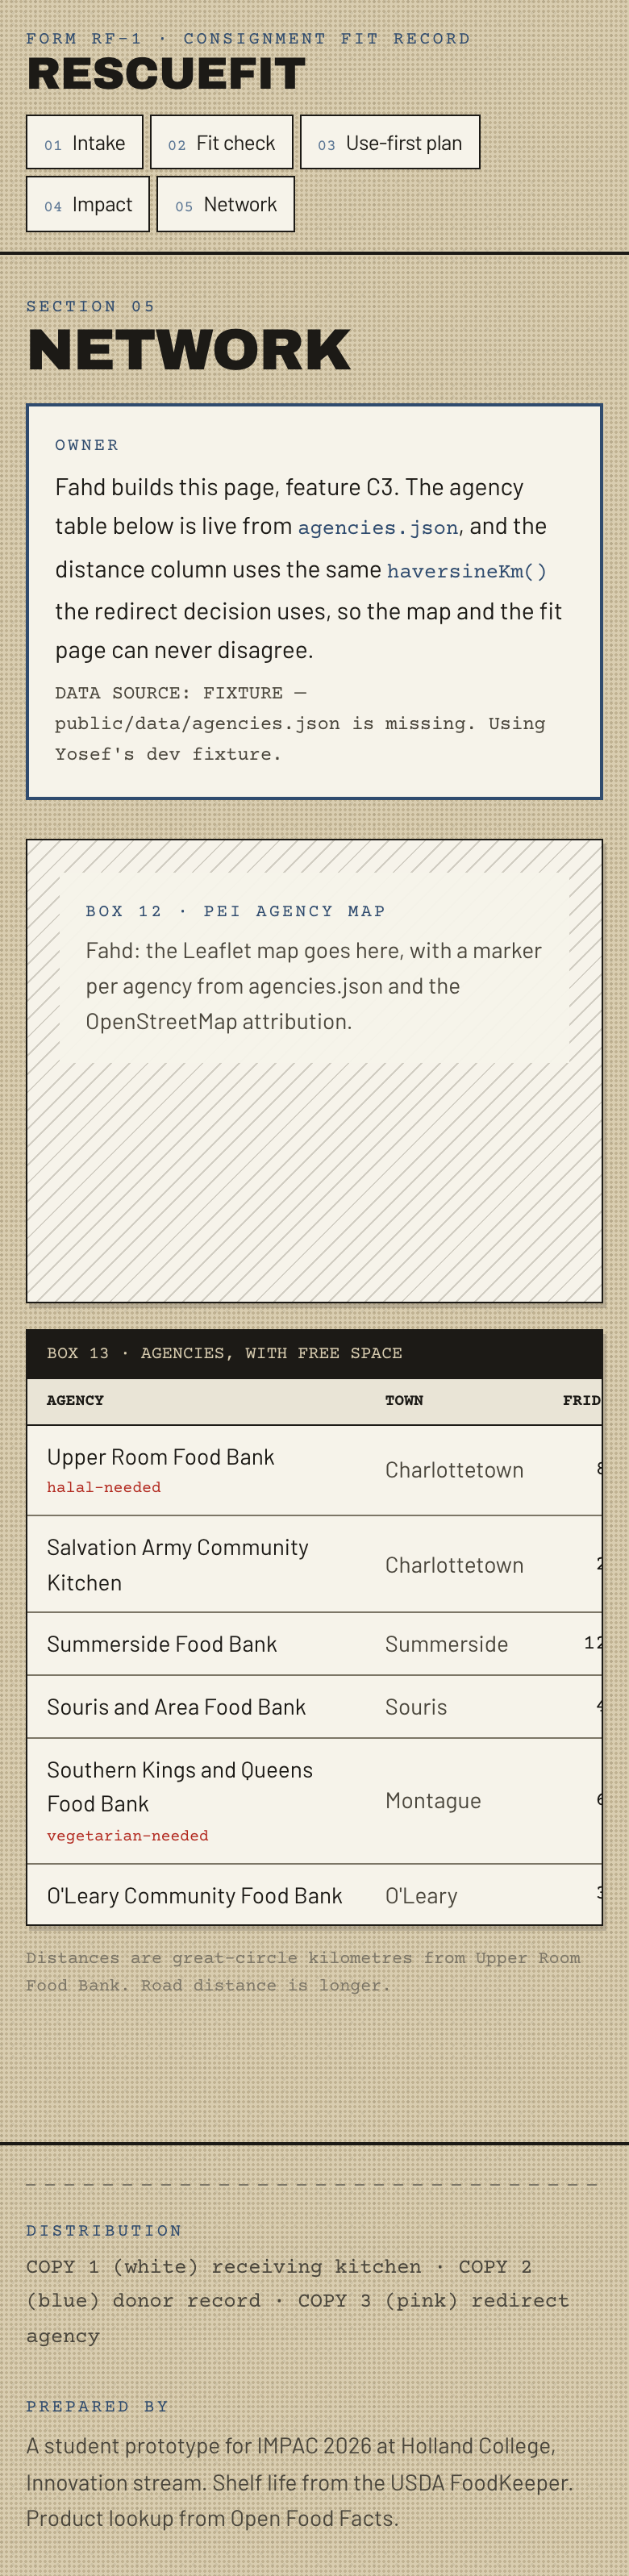 FORM RF-1 · CONSIGNMENT FIT RECORD
RESCUEFIT
01 Intake
02 Fit check
03 Use-first plan
04 Impact
05 Network
SECTION 05
NETWORK
OWNER
Fahd builds this page, feature C3. The agency
table below is live from agencies.json, and the
distance column uses the same haversineKm()
the redirect decision uses, so the map and the fit
page can never disagree.
DATA SOURCE: FIXTURE —
public/data/agencies.json is missing. Using
Yosef's dev fixture.
BOX 12 · PEI AGENCY MAP
Fahd: the Leaflet map goes here, with a marker
per agency from agencies.json and the
OpenStreetMap attribution.
BOX 13 · AGENCIES, WITH FREE SPACE
AGENCY TOWN FRID
Upper Room Food Bank
halal-needed
Charlottetown
Salvation Army Community
Kitchen
Charlottetown
Summerside Food Bank Summerside 12
Souris and Area Food Bank Souris
Southern Kings and Queens
Food Bank
vegetarian-needed
Montague
O'Leary Community Food Bank O'Leary
Distances are great-circle kilometres from Upper Room
Food Bank. Road distance is longer.
DISTRIBUTION
COPY 1 (white) receiving kitchen · COPY 2
(blue) donor record · COPY 3 (pink) redirect
agency
PREPARED BY
A student prototype for IMPAC 2026 at Holland College,
Innovation stream. Shelf life from the USDA FoodKeeper.
Product lookup from Open Food Facts.